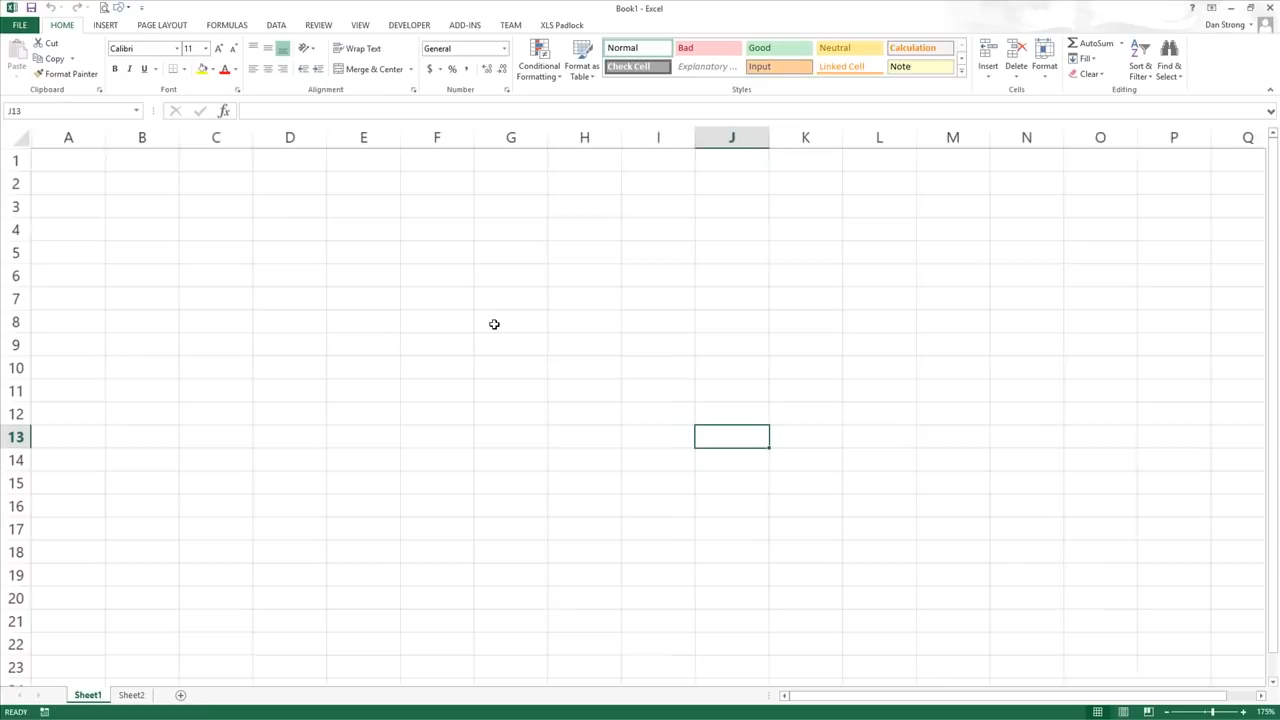 Book1 - Excel
FILE HOME INSERT PAGE LAYOUT FORMULAS DATA REVIEW VIEW DEVELOPER ADD-INS TEAM XLS Padlock Dan Strong
Paste Cut Copy Format Painter Clipboard
Calibri 11 B I U Font
Wrap Text Merge & Center Alignment
General $ % , Number
Conditional Formatting Format as Table
Normal Bad Good Neutral Calculation
Check Cell Explanatory ... Input Linked Cell Note
Styles
Insert Delete Format Cells
AutoSum Fill Clear Sort & Filter Find & Select Editing
J13 fx
A B C D E F G H I J K L M N O P Q
1
2
3
4
5
6
7
8
9
10
11
12
13
14
15
16
17
18
19
20
21
22
23
Sheet1 Sheet2
READY 175%